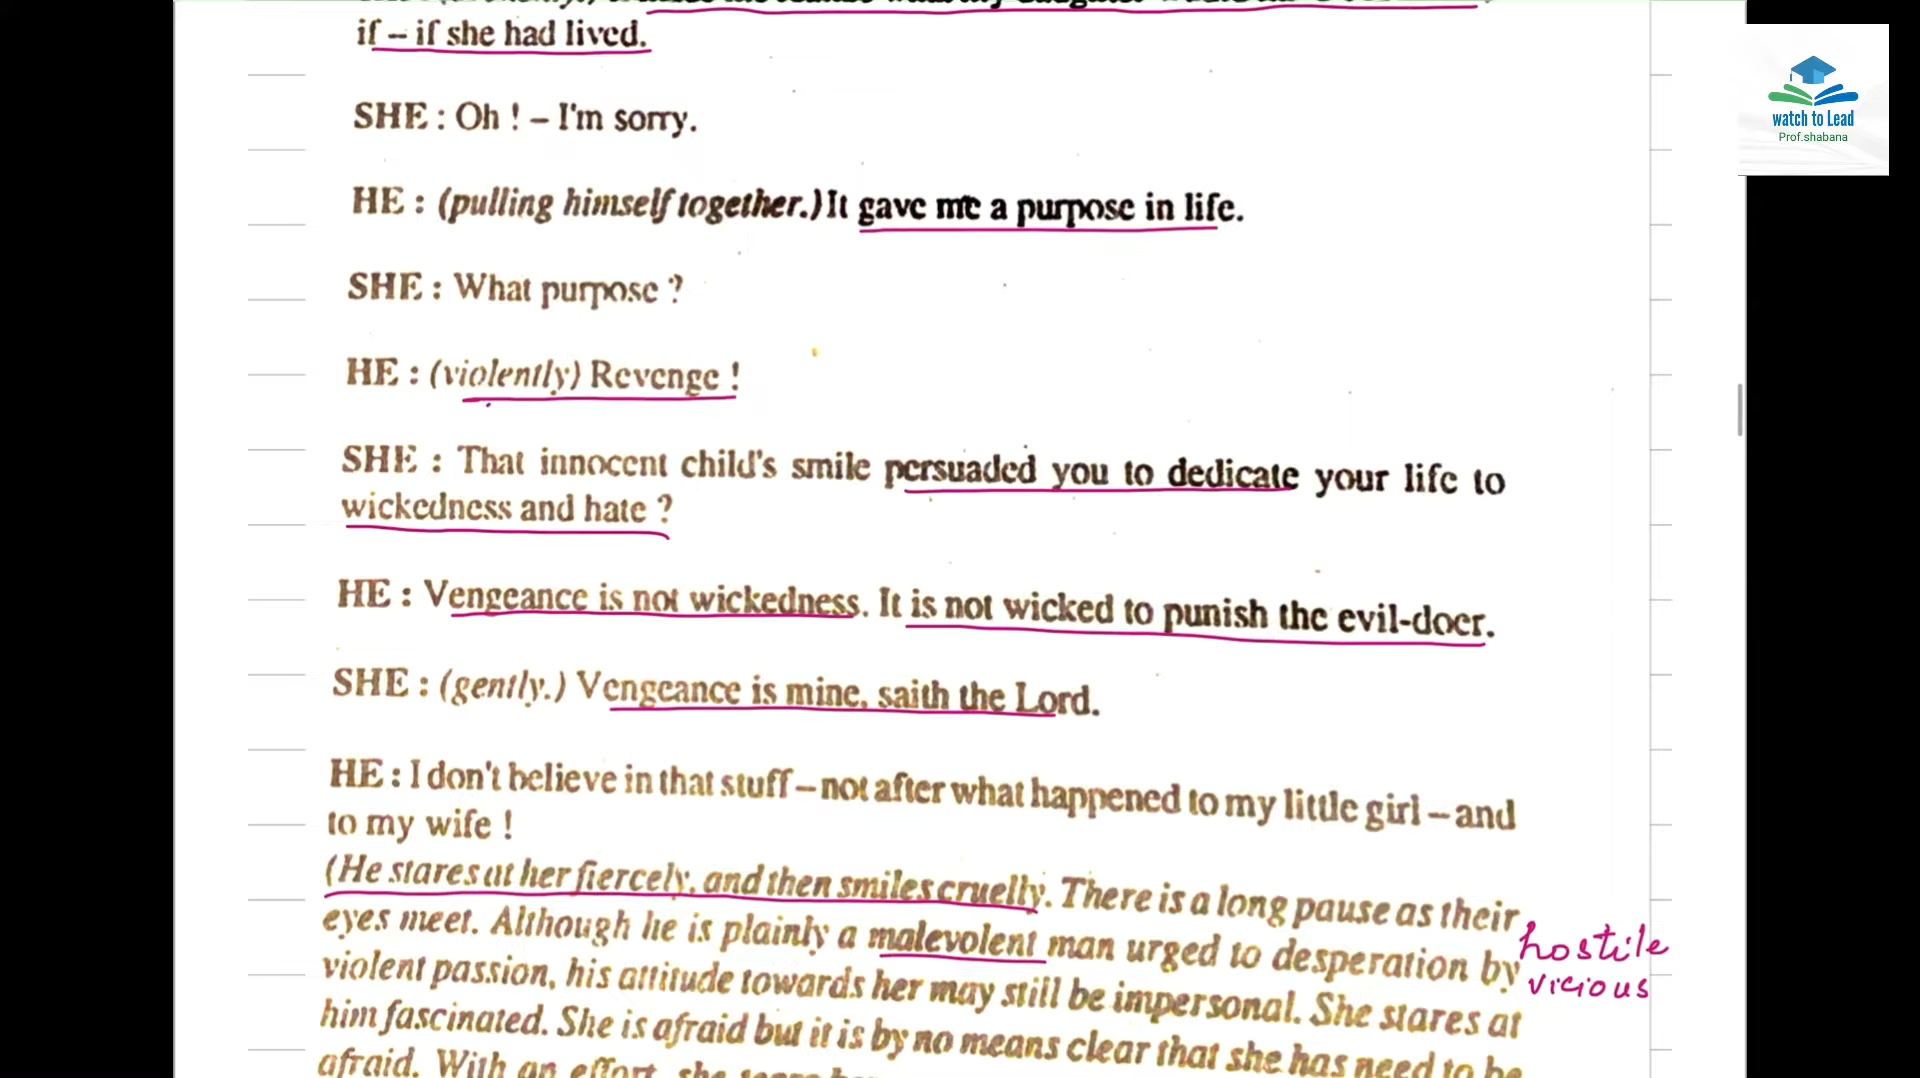 if – if she had lived.
SHE : Oh ! – I'm sorry.
HE : (pulling himself together.) It gave me a purpose in life.
SHE : What purpose ?
HE : (violently) Revenge !
SHE : That innocent child's smile persuaded you to dedicate your life to
wickedness and hate ?
HE : Vengeance is not wickedness. It is not wicked to punish the evil-doer.
SHE : (gently.) Vengeance is mine, saith the Lord.
HE : I don't believe in that stuff – not after what happened to my little girl – and
to my wife !
(He stares at her fiercely, and then smiles cruelly. There is a long pause as their
eyes meet. Although he is plainly a malevolent man urged to desperation by
hostile
vicious
violent passion, his attitude towards her may still be impersonal. She stares at
him fascinated. She is afraid but it is by no means clear that she has need to be
afraid. With an effort, she
watch to Lead
Prof.shabana